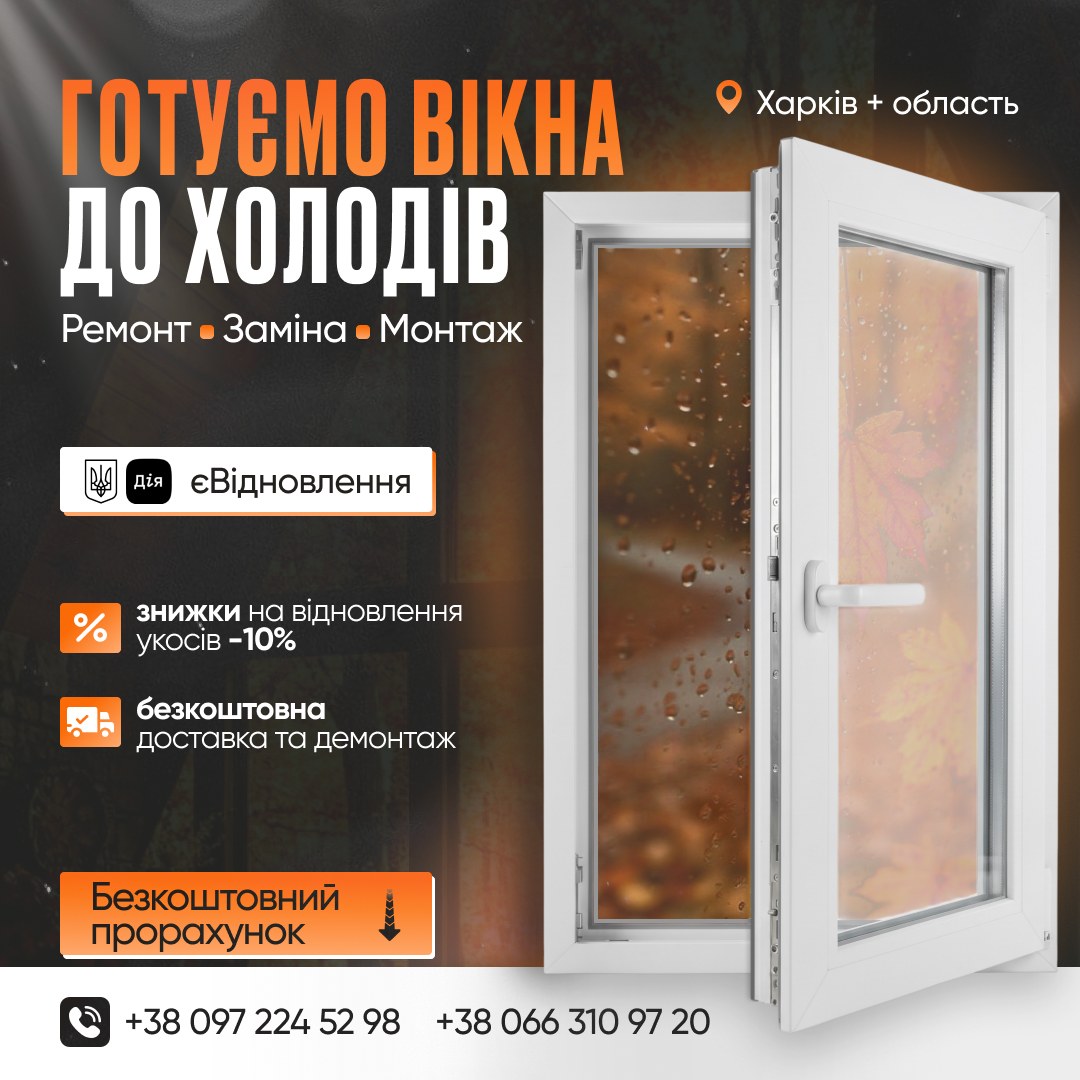 ГОТУЄМО ВІКНА
ДО ХОЛОДІВ
Ремонт ▪ Заміна ▪ Монтаж
Харків + область
Дія єВідновлення
% знижки на відновлення
укосів -10%
безкоштовна
доставка та демонтаж
Безкоштовний
прорахунок
+38 097 224 52 98 +38 066 310 97 20